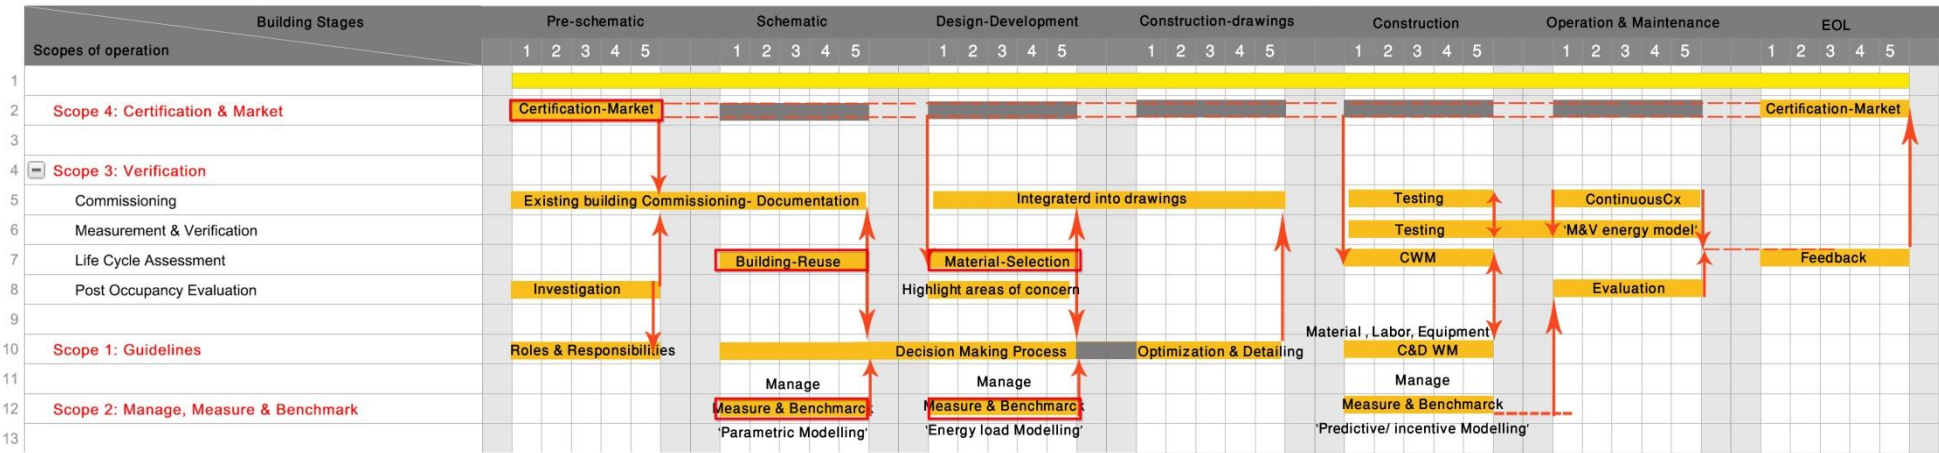 Building Stages
Pre-schematic Schematic Design-Development Construction-drawings Construction Operation & Maintenance EOL
Scopes of operation
1 2 3 4 5 1 2 3 4 5 1 2 3 4 5 1 2 3 4 5 1 2 3 4 5 1 2 3 4 5 1 2 3 4 5
1
2 Scope 4: Certification & Market Certification-Market Certification-Market
3
4 Scope 3: Verification
5 Commissioning Existing building Commissioning- Documentation Integraterd into drawings Testing ContinuousCx
6 Measurement & Verification Testing 'M&V energy model'
7 Life Cycle Assessment Building-Reuse Material-Selection CWM Feedback
8 Post Occupancy Evaluation Investigation Highlight areas of concern Evaluation
9
Material , Labor, Equipment
10 Scope 1: Guidelines Roles & Responsibilities Decision Making Process Optimization & Detailing C&D WM
11 Manage Manage Manage
12 Scope 2: Manage, Measure & Benchmark Measure & Benchmarck Measure & Benchmarck Measure & Benchmarck
13 'Parametric Modelling' 'Energy load Modelling' 'Predictive/ incentive Modelling'